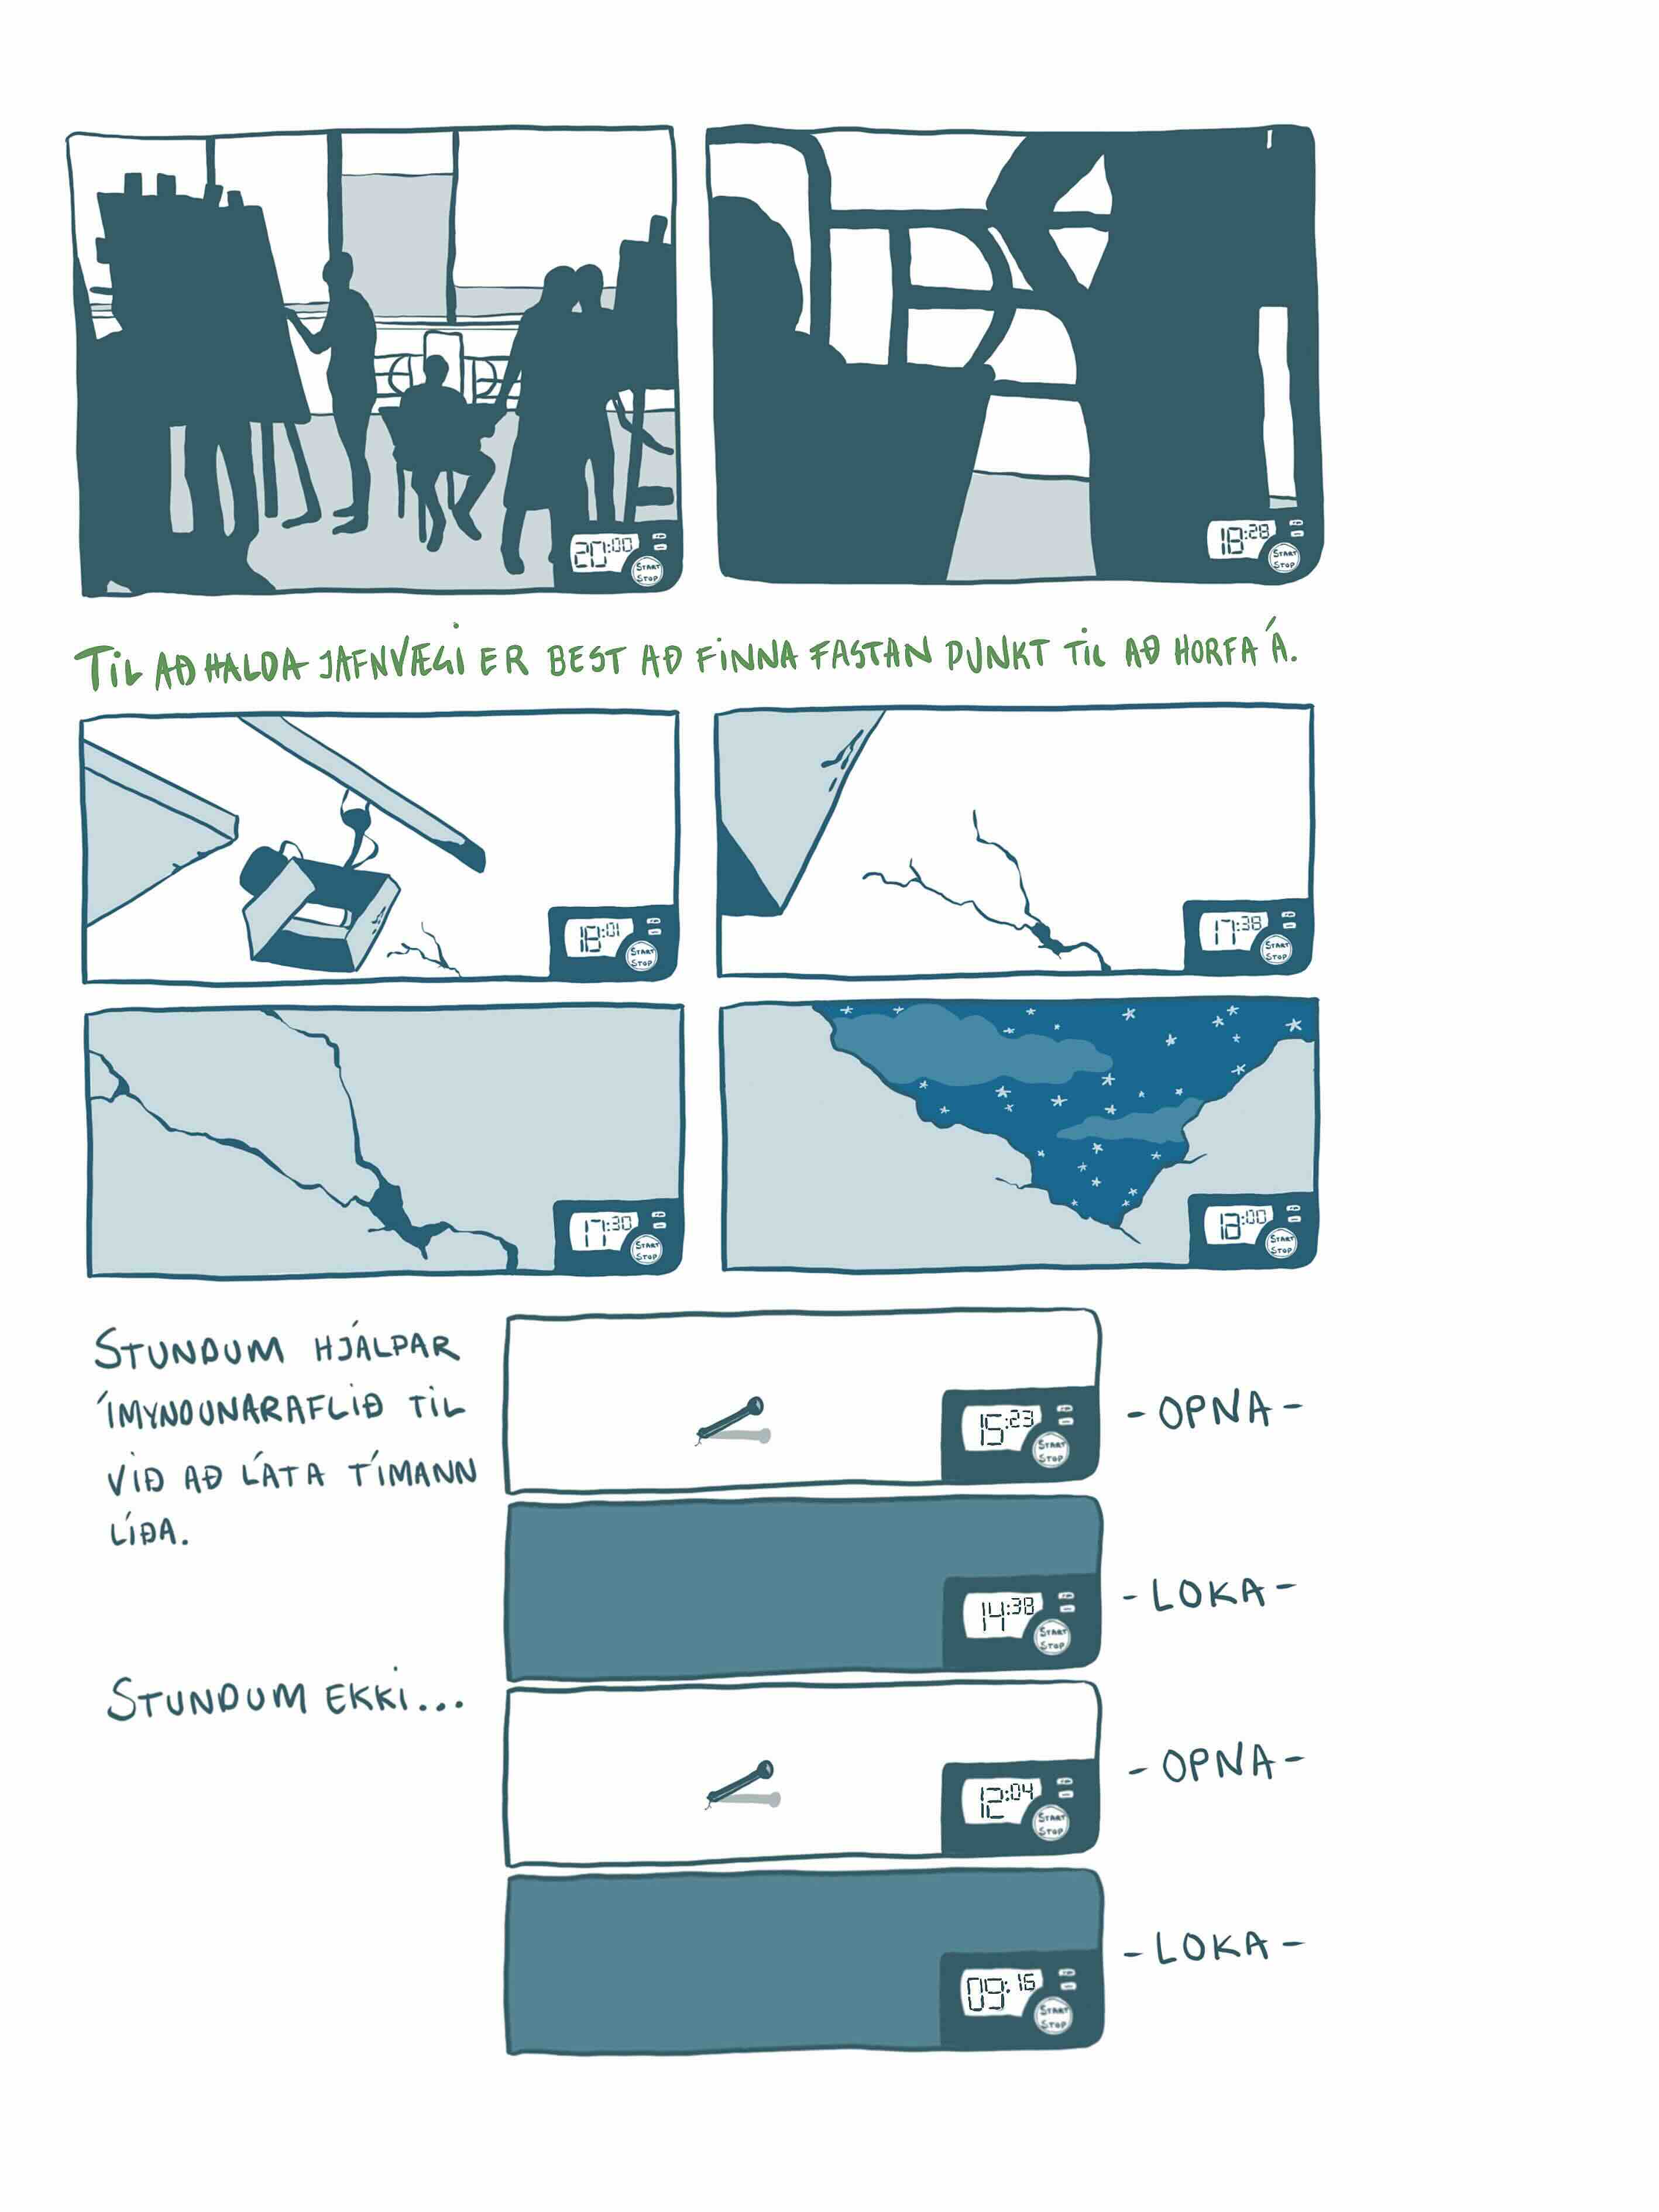 20:00
START
STOP
18:28
START
STOP
TIL AÐ HALDA JAFNVÆGI ER BEST AÐ FINNA FASTAN PUNKT TIL AÐ HORFA Á.
18:01
START
STOP
17:38
START
STOP
17:30
START
STOP
START
STOP
STUNDUM HJÁLPAR
ÍMYNDUNARAFLIÐ TIL
VIÐ AÐ LÁTA TÍMANN
LÍÐA.
15:23
START
STOP
- OPNA -
14:38
START
STOP
- LOKA -
STUNDUM EKKI...
12:04
START
STOP
- OPNA -
09:16
START
STOP
- LOKA -